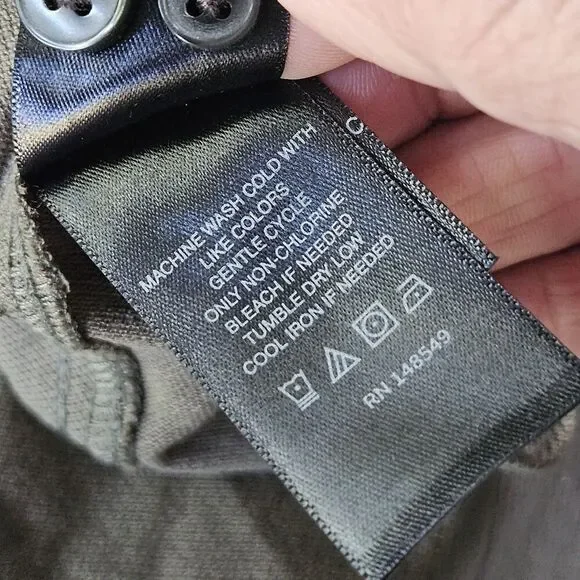 MACHINE WASH COLD WITH
LIKE COLORS
GENTLE CYCLE
ONLY NON-CHLORINE
BLEACH IF NEEDED
TUMBLE DRY LOW
COOL IRON IF NEEDED
RN 148549
C